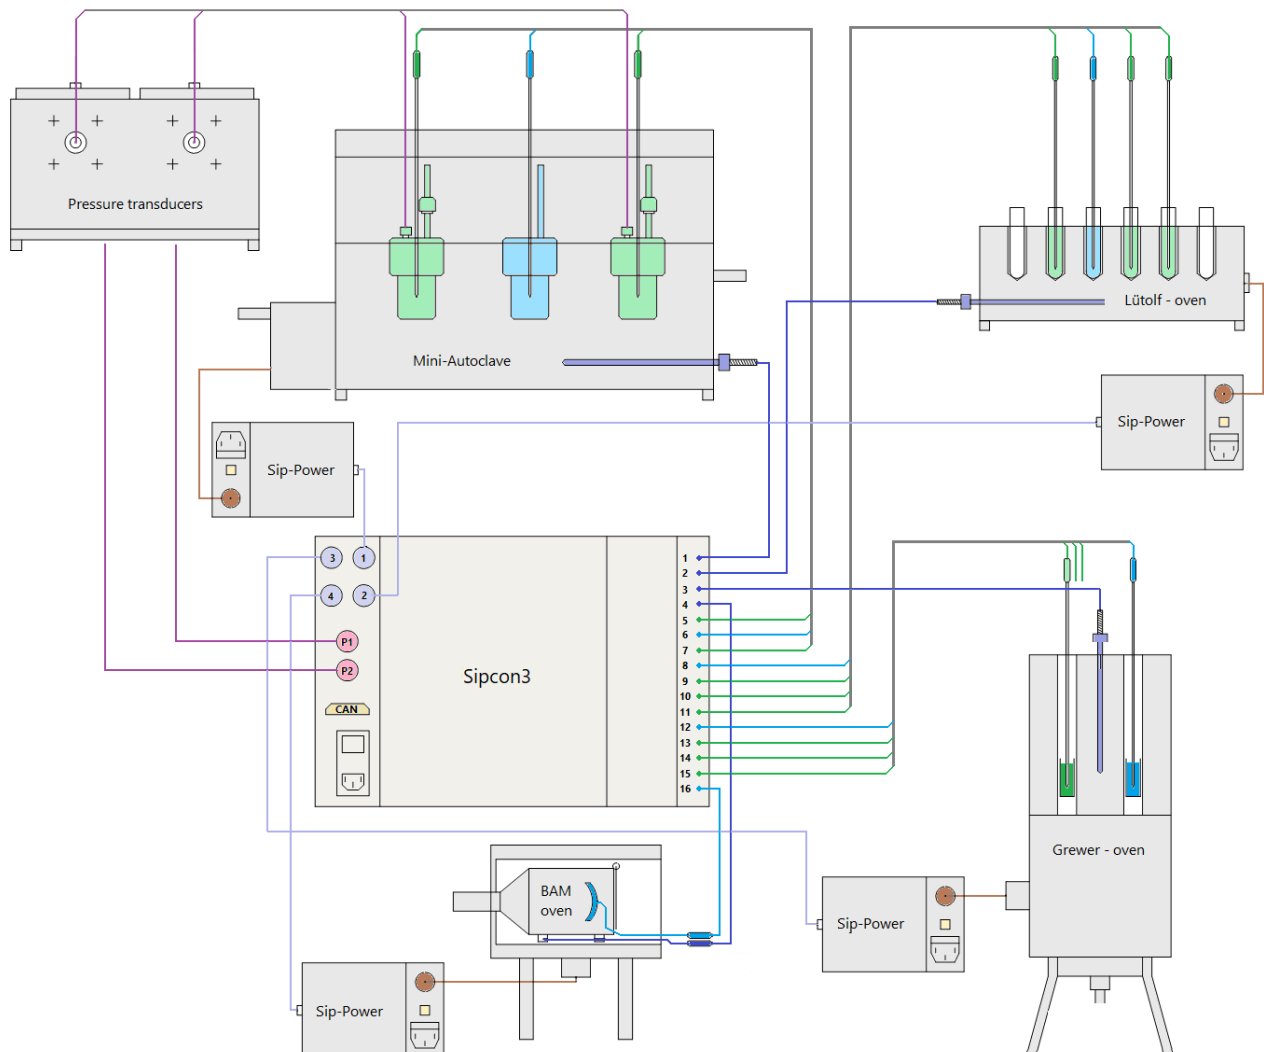 Pressure transducers
Mini-Autoclave
Lütolf - oven
Sip-Power
Sip-Power
3
1
4
2
P1
P2
CAN
Sipcon3
1
2
3
4
5
6
7
8
9
10
11
12
13
14
15
16
BAM
oven
Grewer - oven
Sip-Power
Sip-Power